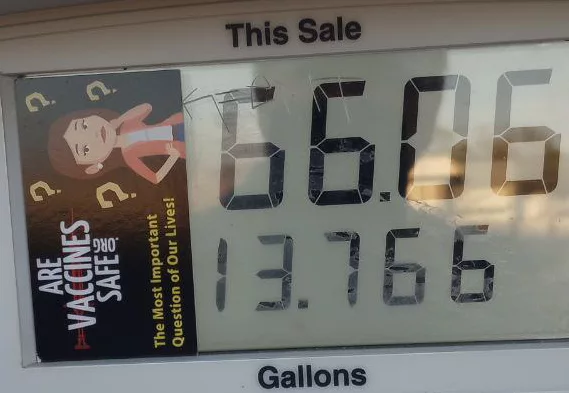 This Sale
66.06
13.766
Gallons
ARE
VACCINES
SAFE.ORG
The Most Important
Question of Our Lives!